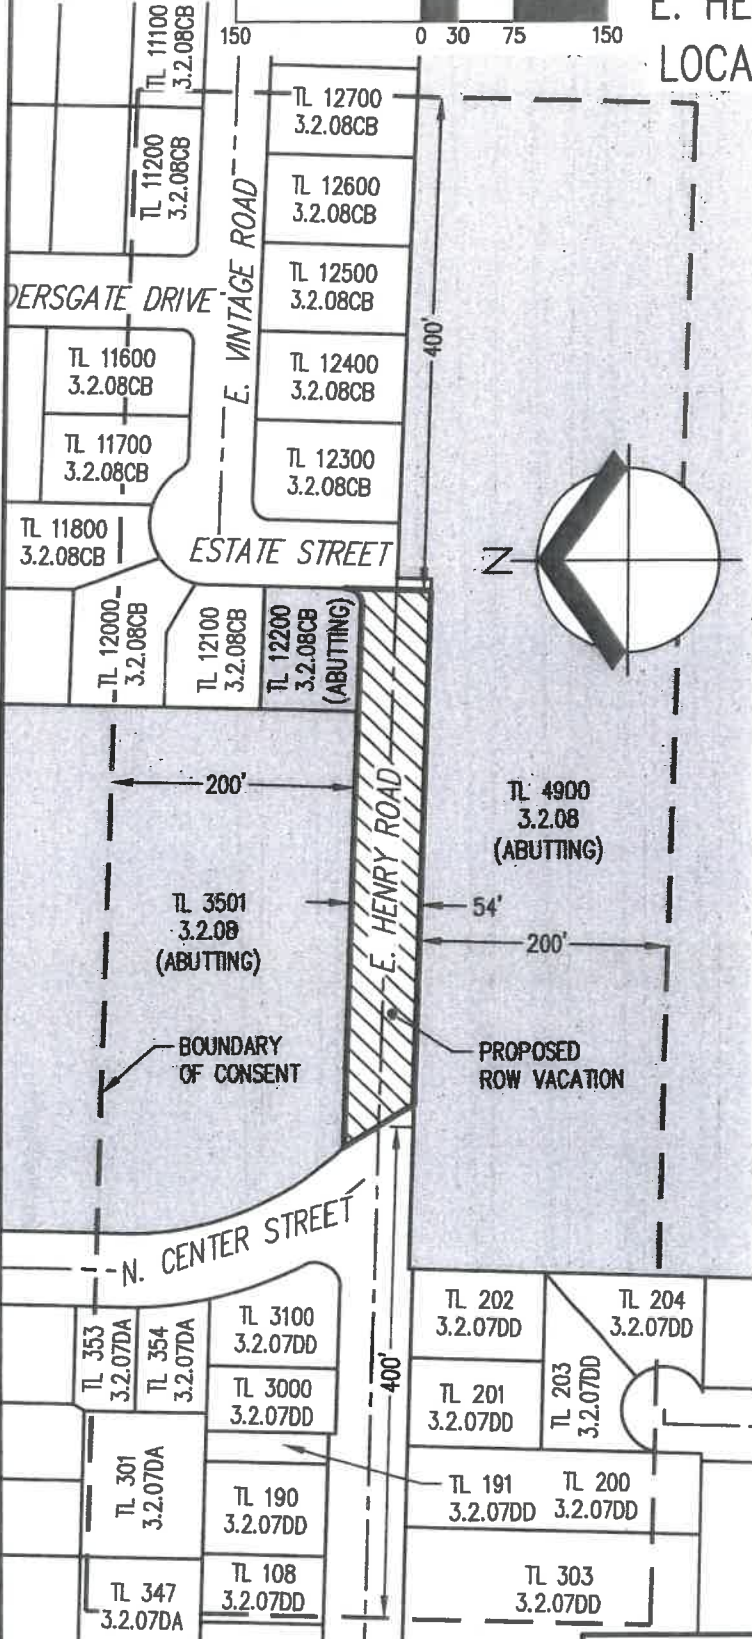 E. HE
LOCA
150
0
30
75
150
TL 11100
3.2.08CB
TL 11200
3.2.08CB
TL 12700
3.2.08CB
TL 12600
3.2.08CB
E. VINTAGE ROAD
TL 12500
3.2.08CB
DERSGATE DRIVE
400'
TL 11600
3.2.08CB
TL 12400
3.2.08CB
TL 11700
3.2.08CB
TL 12300
3.2.08CB
TL 11800
3.2.08CB
ESTATE STREET
N
TL 12000
3.2.08CB
TL 12100
3.2.08CB
TL 12200
3.2.08CB
(ABUTTING)
200'
E. HENRY ROAD
TL 4900
3.2.08
(ABUTTING)
TL 3501
3.2.08
(ABUTTING)
54'
200'
BOUNDARY
OF CONSENT
PROPOSED
ROW VACATION
N. CENTER STREET
TL 353
3.2.07DA
TL 354
3.2.07DA
TL 3100
3.2.07DD
TL 3000
3.2.07DD
400'
TL 202
3.2.07DD
TL 204
3.2.07DD
TL 201
3.2.07DD
TL 203
3.2.07DD
TL 301
3.2.07DA
TL 190
3.2.07DD
TL 191
3.2.07DD
TL 200
3.2.07DD
TL 347
3.2.07DA
TL 108
3.2.07DD
TL 303
3.2.07DD